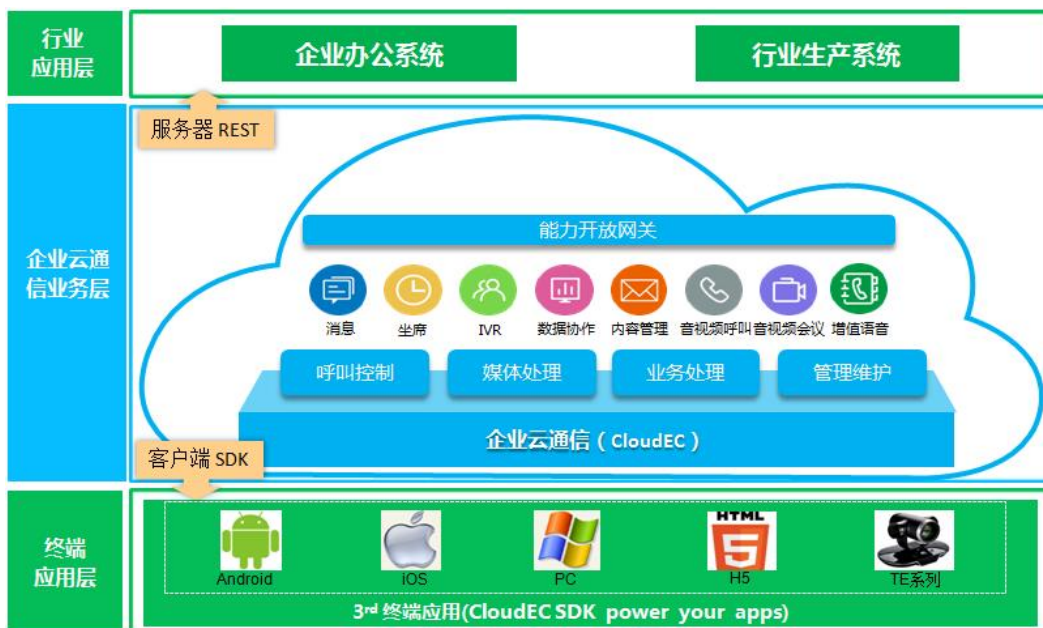 行业
应用层
企业办公系统
行业生产系统
服务器 REST
企业云通
信业务层
能力开放网关
消息
坐席
IVR
数据协作
内容管理
音视频呼叫
音视频会议
增值语音
呼叫控制
媒体处理
业务处理
管理维护
企业云通信（CloudEC）
客户端 SDK
终端
应用层
HTML
5
Android
iOS
PC
H5
TE系列
3rd 终端应用(CloudEC SDK power your apps)